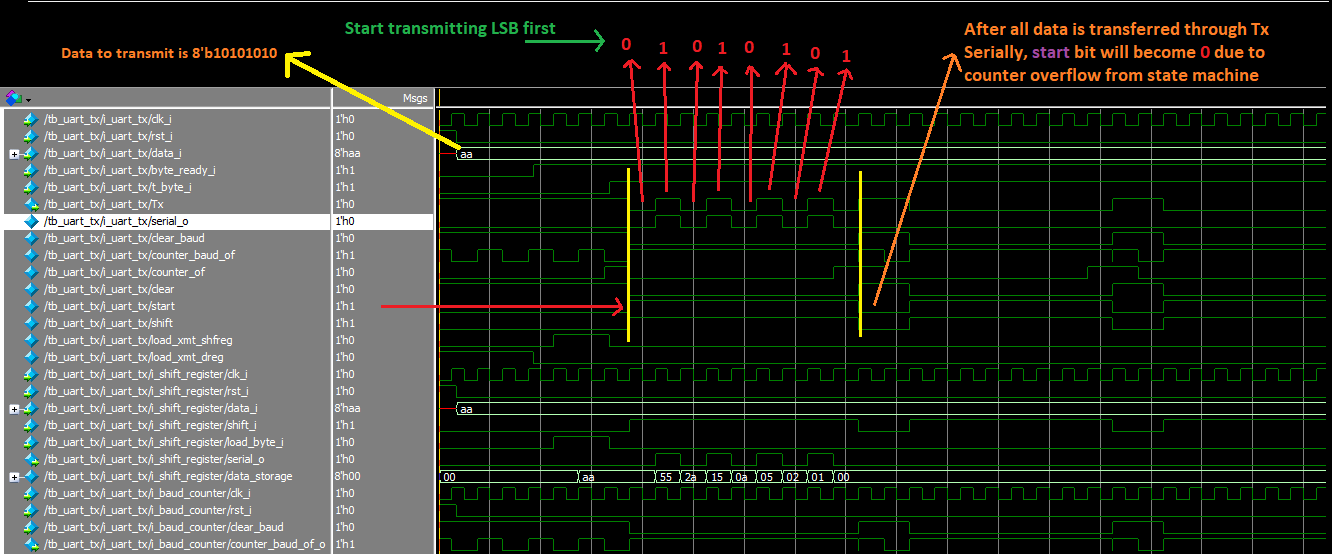 Start transmitting LSB first
0 1 0 1 0 1 0 1
After all data is transferred through Tx
Serially, start bit will become 0 due to
counter overflow from state machine
Data to transmit is 8'b10101010
Msgs
/tb_uart_tx/i_uart_tx/clk_i 1'h0
/tb_uart_tx/i_uart_tx/rst_i 1'h0
/tb_uart_tx/i_uart_tx/data_i 8'haa aa
/tb_uart_tx/i_uart_tx/byte_ready_i 1'h1
/tb_uart_tx/i_uart_tx/t_byte_i 1'h1
/tb_uart_tx/i_uart_tx/Tx 1'h0
/tb_uart_tx/i_uart_tx/serial_o 1'h0
/tb_uart_tx/i_uart_tx/clear_baud 1'h0
/tb_uart_tx/i_uart_tx/counter_baud_of 1'h1
/tb_uart_tx/i_uart_tx/counter_of 1'h0
/tb_uart_tx/i_uart_tx/clear 1'h0
/tb_uart_tx/i_uart_tx/start 1'h1
/tb_uart_tx/i_uart_tx/shift 1'h1
/tb_uart_tx/i_uart_tx/load_xmt_shfreg 1'h0
/tb_uart_tx/i_uart_tx/load_xmt_dreg 1'h0
/tb_uart_tx/i_uart_tx/i_shift_register/clk_i 1'h0
/tb_uart_tx/i_uart_tx/i_shift_register/rst_i 1'h0
/tb_uart_tx/i_uart_tx/i_shift_register/data_i 8'haa aa
/tb_uart_tx/i_uart_tx/i_shift_register/shift_i 1'h1
/tb_uart_tx/i_uart_tx/i_shift_register/load_byte_i 1'h0
/tb_uart_tx/i_uart_tx/i_shift_register/serial_o 1'h0
/tb_uart_tx/i_uart_tx/i_shift_register/data_storage 8'h00 00 aa 55 2a 15 0a 05 02 01 00
/tb_uart_tx/i_uart_tx/i_baud_counter/clk_i 1'h0
/tb_uart_tx/i_uart_tx/i_baud_counter/rst_i 1'h0
/tb_uart_tx/i_uart_tx/i_baud_counter/clear_baud 1'h0
/tb_uart_tx/i_uart_tx/i_baud_counter/counter_baud_of_o 1'h1